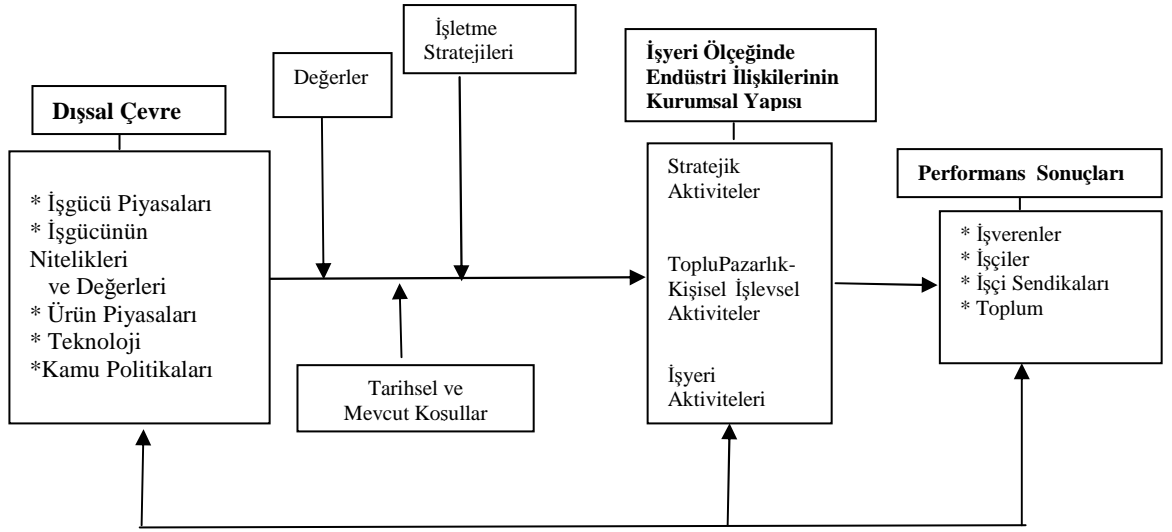 İşletme
Stratejileri
Değerler
İşyeri Ölçeğinde
Endüstri İlişkilerinin
Kurumsal Yapısı
Dışsal Çevre
* İşgücü Piyasaları
* İşgücünün
Nitelikleri
ve Değerleri
* Ürün Piyasaları
* Teknoloji
*Kamu Politikaları
Tarihsel ve
Mevcut Kosullar
Stratejik
Aktiviteler
TopluPazarlık-
Kişisel İşlevsel
Aktiviteler
İşyeri
Aktiviteleri
Performans Sonuçları
* İşverenler
* İşçiler
* İşçi Sendikaları
* Toplum